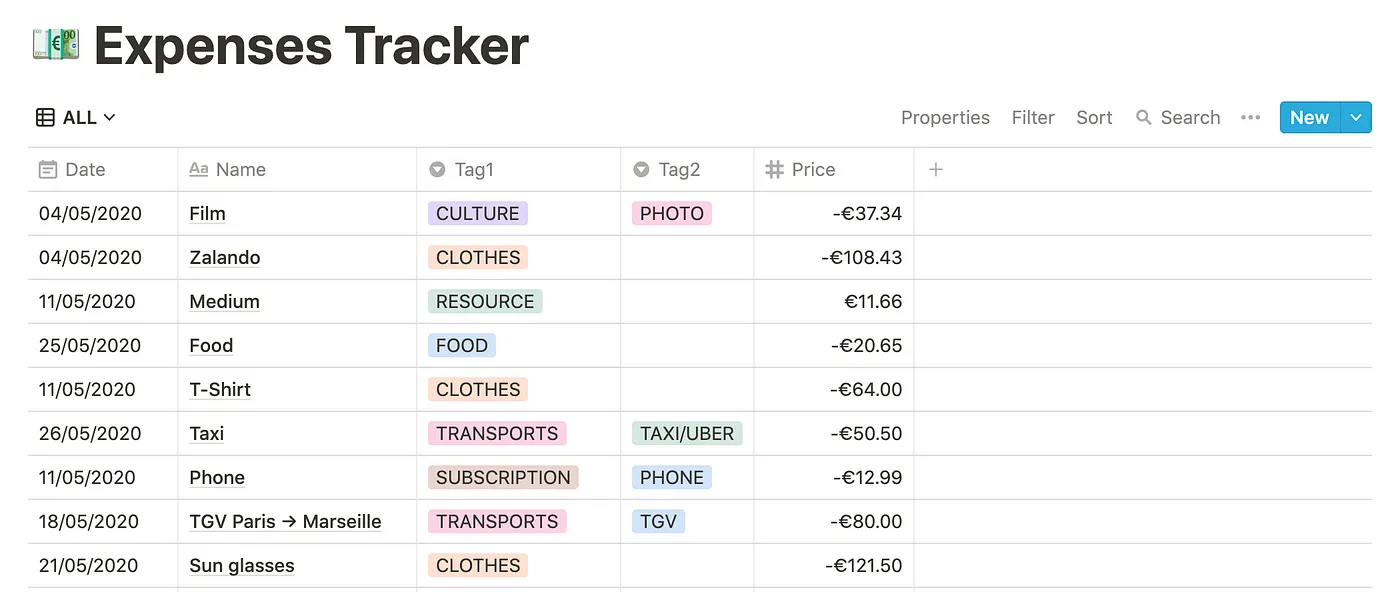 Expenses Tracker
ALL Properties Filter Sort Search ••• New
Date Aa Name Tag1 Tag2 # Price +
04/05/2020 Film CULTURE PHOTO -€37.34
04/05/2020 Zalando CLOTHES -€108.43
11/05/2020 Medium RESOURCE €11.66
25/05/2020 Food FOOD -€20.65
11/05/2020 T-Shirt CLOTHES -€64.00
26/05/2020 Taxi TRANSPORTS TAXI/UBER -€50.50
11/05/2020 Phone SUBSCRIPTION PHONE -€12.99
18/05/2020 TGV Paris → Marseille TRANSPORTS TGV -€80.00
21/05/2020 Sun glasses CLOTHES -€121.50